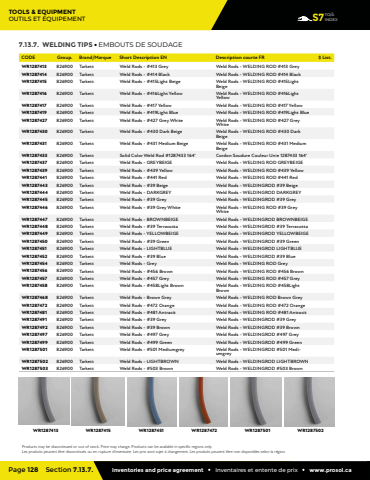 TOOLS & EQUIPMENT
OUTILS ET ÉQUIPEMENT
S7 TOOL INDEX
7.13.7. WELDING TIPS • EMBOUTS DE SOUDAGE
CODE Group. Brand/Marque Short Description EN Description courte FR $ List.
WR1287413 826900 Tarkett Weld Rods - #413 Grey Weld Rods - WELDING ROD #413 Grey
WR1287414 826900 Tarkett Weld Rods - #414 Black Weld Rods - WELDING ROD #414 Black
WR1287415 826900 Tarkett Weld Rods - #415Light Beige Weld Rods - WELDING ROD #415Light
Beige
WR1287416 826900 Tarkett Weld Rods - #416Light Yellow Weld Rods - WELDING ROD #416Light
Yellow
WR1287417 826900 Tarkett Weld Rods - #417 Yellow Weld Rods - WELDING ROD #417 Yellow
WR1287419 826900 Tarkett Weld Rods - #419Light Blue Weld Rods - WELDING ROD #419Light Blue
WR1287427 826900 Tarkett Weld Rods - #427 Grey White Weld Rods - WELDING ROD #427 Grey
White
WR1287430 826900 Tarkett Weld Rods - #430 Dark Beige Weld Rods - WELDING ROD #430 Dark
Beige
WR1287431 826900 Tarkett Weld Rods - #431 Medium Beige Weld Rods - WELDING ROD #431 Medium
Beige
826900 Tarkett Solid Color Weld Rod #1287433 164' Cordon Soudure Couleur Unie 1287433 164'
826900 Tarkett Weld Rods - GREYBEIGE Weld Rods - WELDING ROD GREYBEIGE
WR1287439 826900 Tarkett Weld Rods - #439 Yellow Weld Rods - WELDING ROD #439 Yellow
WR1287441 826900 Tarkett Weld Rods - #441 Red Weld Rods - WELDING ROD #441 Red
WR1287443 826900 Tarkett Weld Rods - #39 Beige Weld Rods - WELDINGROD #39 Beige
WR1287444 826900 Tarkett Weld Rods - DARKGREY Weld Rods - WELDINGROD DARKGREY
WR1287445 826900 Tarkett Weld Rods - #39 Grey Weld Rods - WELDINGROD #39 Grey
WR1287446 826900 Tarkett Weld Rods - #39 Grey White Weld Rods - WELDINGROD #39 Grey
White
WR1287447 826900 Tarkett Weld Rods - BROWNBEIGE Weld Rods - WELDINGROD BROWNBEIGE
WR1287448 826900 Tarkett Weld Rods - #39 Terracotta Weld Rods - WELDINGROD #39 Terracotta
WR1287449 826900 Tarkett Weld Rods - YELLOWBEIGE Weld Rods - WELDINGROD YELLOWBEIGE
WR1287450 826900 Tarkett Weld Rods - #39 Green Weld Rods - WELDINGROD #39 Green
WR1287451 826900 Tarkett Weld Rods - LIGHTBLUE Weld Rods - WELDINGROD LIGHTBLUE
WR1287452 826900 Tarkett Weld Rods - #39 Blue Weld Rods - WELDINGROD #39 Blue
WR1287454 826900 Tarkett Weld Rods - Grey Weld Rods - WELDING ROD Grey
WR1287456 826900 Tarkett Weld Rods - #456 Brown Weld Rods - WELDING ROD #456 Brown
WR1287457 826900 Tarkett Weld Rods - #457 Grey Weld Rods - WELDING ROD #457 Grey
WR1287458 826900 Tarkett Weld Rods - #458Light Brown Weld Rods - WELDING ROD #458Light
Brown
WR1287468 826900 Tarkett Weld Rods - Brown Grey Weld Rods - WELDING ROD Brown Grey
WR1287472 826900 Tarkett Weld Rods - #472 Orange Weld Rods - WELDING ROD #472 Orange
WR1287481 826900 Tarkett Weld Rods - #481 Antracit Weld Rods - WELDING ROD #481 Antracit
WR1287491 826900 Tarkett Weld Rods - #39 Grey Weld Rods - WELDINGROD #39 Grey
WR1287492 826900 Tarkett Weld Rods - #39 Brown Weld Rods - WELDINGROD #39 Brown
WR1287497 826900 Tarkett Weld Rods - #497 Grey Weld Rods - WELDINGROD #497 Grey
WR1287499 826900 Tarkett Weld Rods - #499 Green Weld Rods - WELDINGROD #499 Green
WR1287501 826900 Tarkett Weld Rods - #501 Mediumgrey Weld Rods - WELDING ROD #501 Medi-
umgrey
WR1287502 826900 Tarkett Weld Rods - LIGHTBROWN Weld Rods - WELDINGROD LIGHTBROWN
WR1287503 826900 Tarkett Weld Rods - #503 Brown Weld Rods - WELDING ROD #503 Brown
WR1287413 WR1287415 WR1287451 WR1287472 WR1287501 WR1287502
Products may be discontinued or out of stock. Price may change. Products can be available in specific regions only.
Les produits peuvent être discontinués ou en rupture d'inventaire. Les prix sont sujet à changement. Les produits peuvent être non disponibles selon la région.
Page 128 Section 7.13.7. Inventories and price agreement • Inventaires et entente de prix • www.prosol.ca